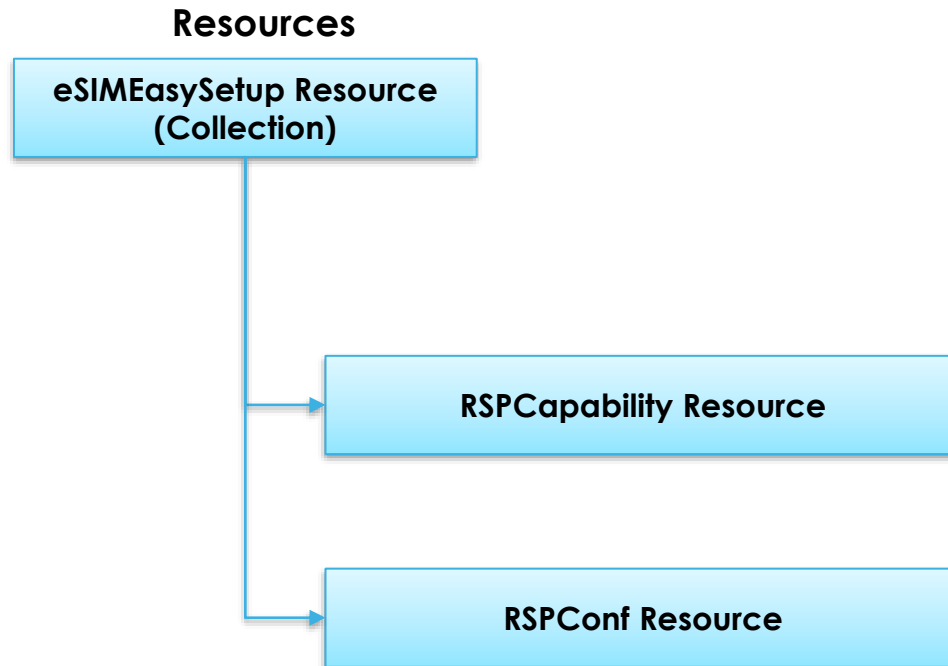 Resources
eSIMEasySetup Resource
(Collection)
RSPCapability Resource
RSPConf Resource